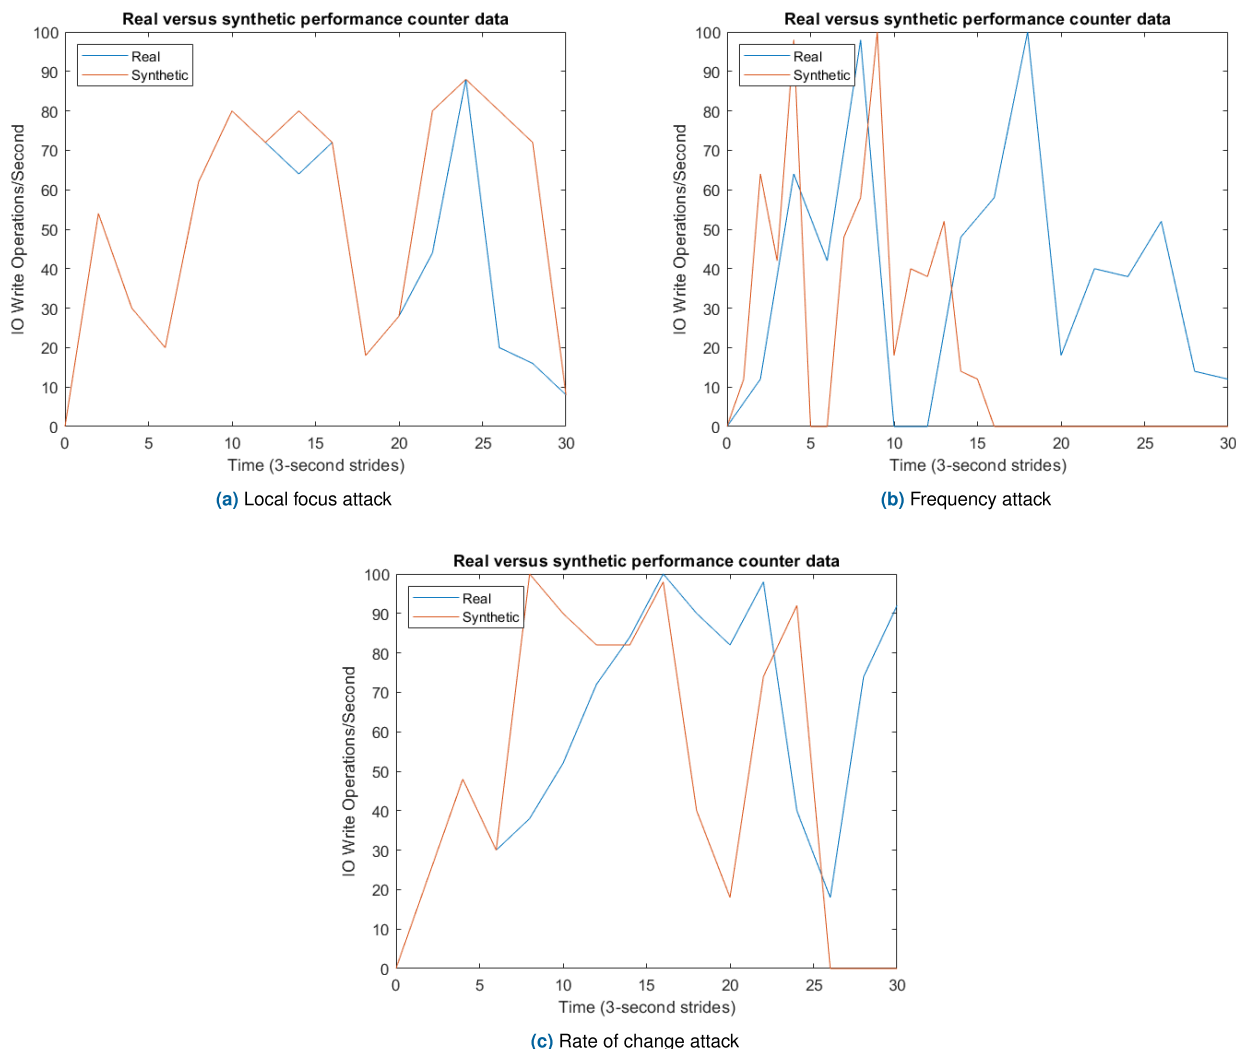 Real versus synthetic performance counter data
100
90
80
70
60
50
40
30
20
10
0
IO Write Operations/Second
Real
Synthetic
0 5 10 15 20 25 30
Time (3-second strides)
(a) Local focus attack
Real versus synthetic performance counter data
100
90
80
70
60
50
40
30
20
10
0
IO Write Operations/Second
Real
Synthetic
0 5 10 15 20 25 30
Time (3-second strides)
(b) Frequency attack
Real versus synthetic performance counter data
100
90
80
70
60
50
40
30
20
10
0
IO Write Operations/Second
Real
Synthetic
0 5 10 15 20 25 30
Time (3-second strides)
(c) Rate of change attack